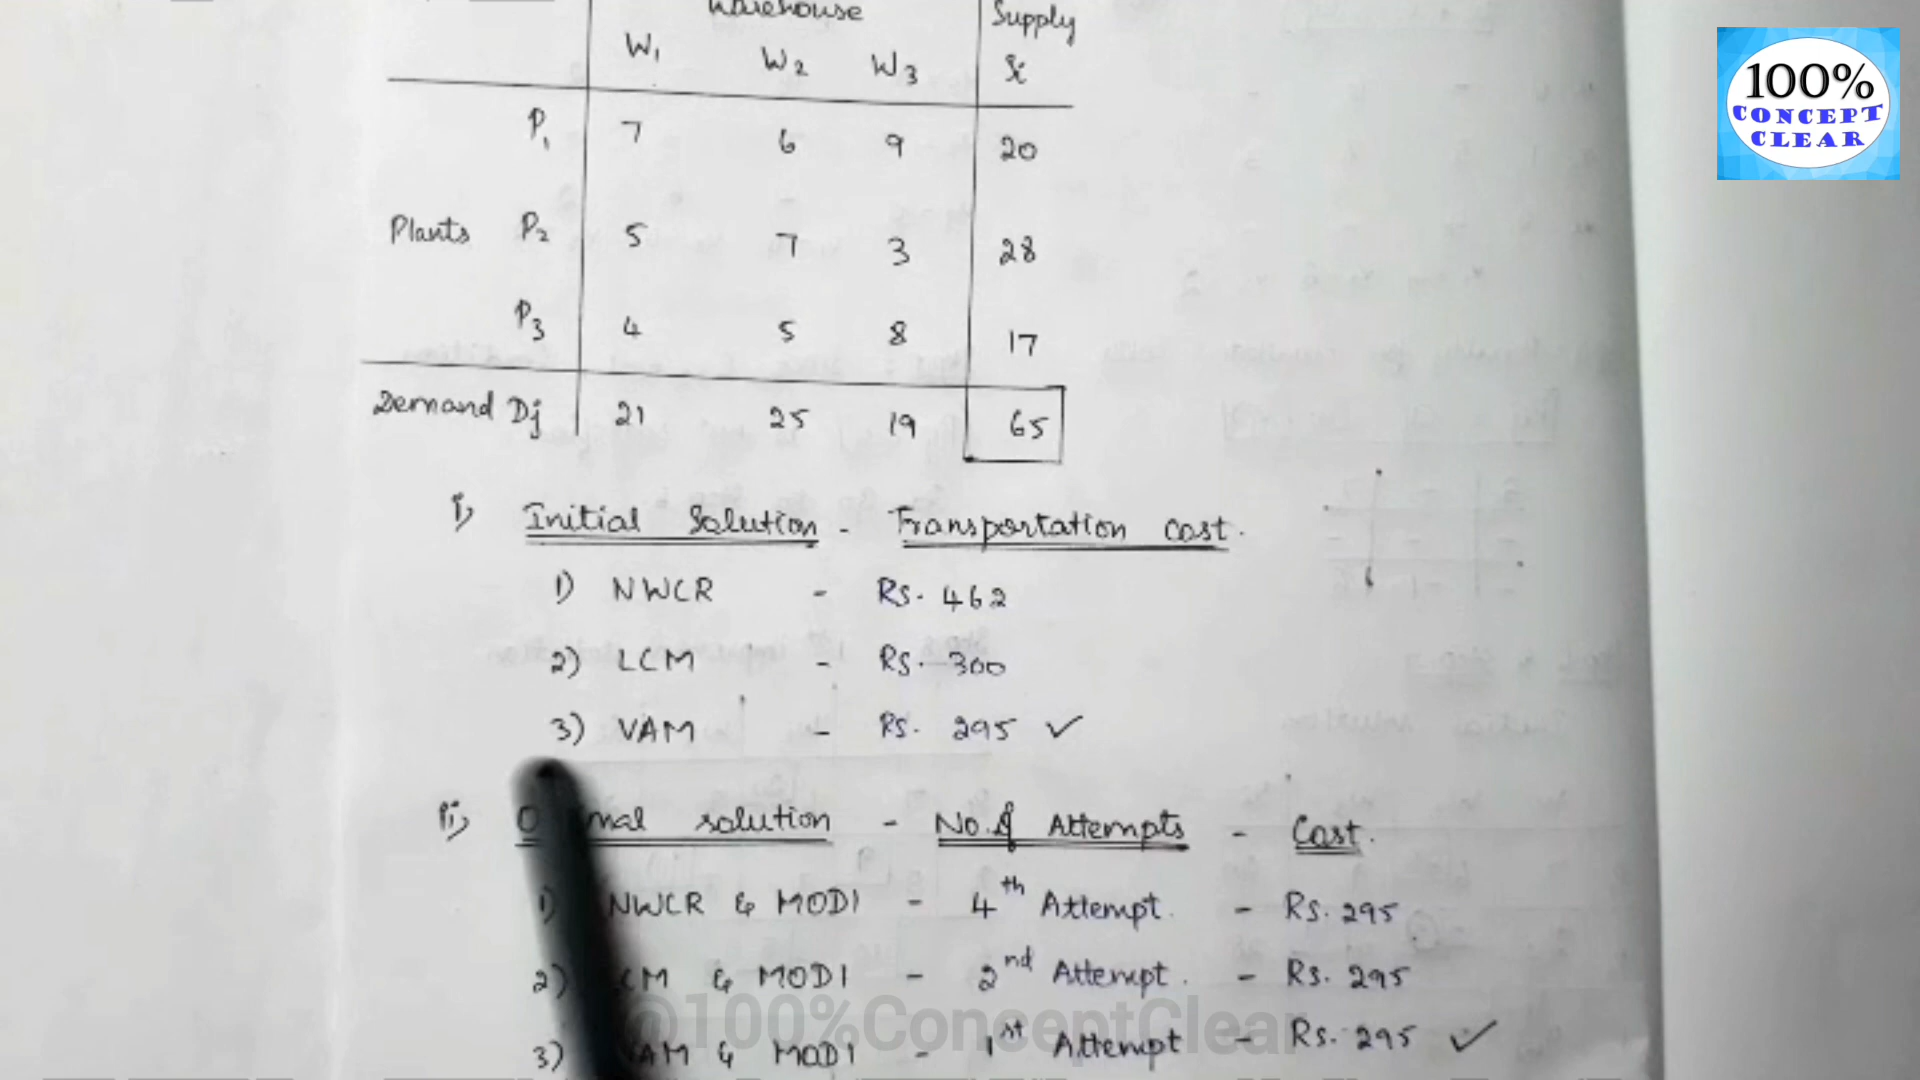 Warehouse Supply
W1 W2 W3 Si
P1 7 6 9 20
Plants P2 5 7 3 28
P3 4 5 8 17
Demand Dj 21 25 19 65
i) Initial Solution - Transportation cost.
1) NWCR - Rs. 462
2) LCM - Rs. 300
3) VAM - Rs. 295 ✓
ii) solution - No. of Attempts - Cost.
1) NWCR & MODI - 4th Attempt. - Rs. 295
2) & MODI - 2nd Attempt. - Rs. 295
3) & MODI - 1st Attempt - Rs. 295 ✓
@100%ConceptClear
100%
CONCEPT
CLEAR